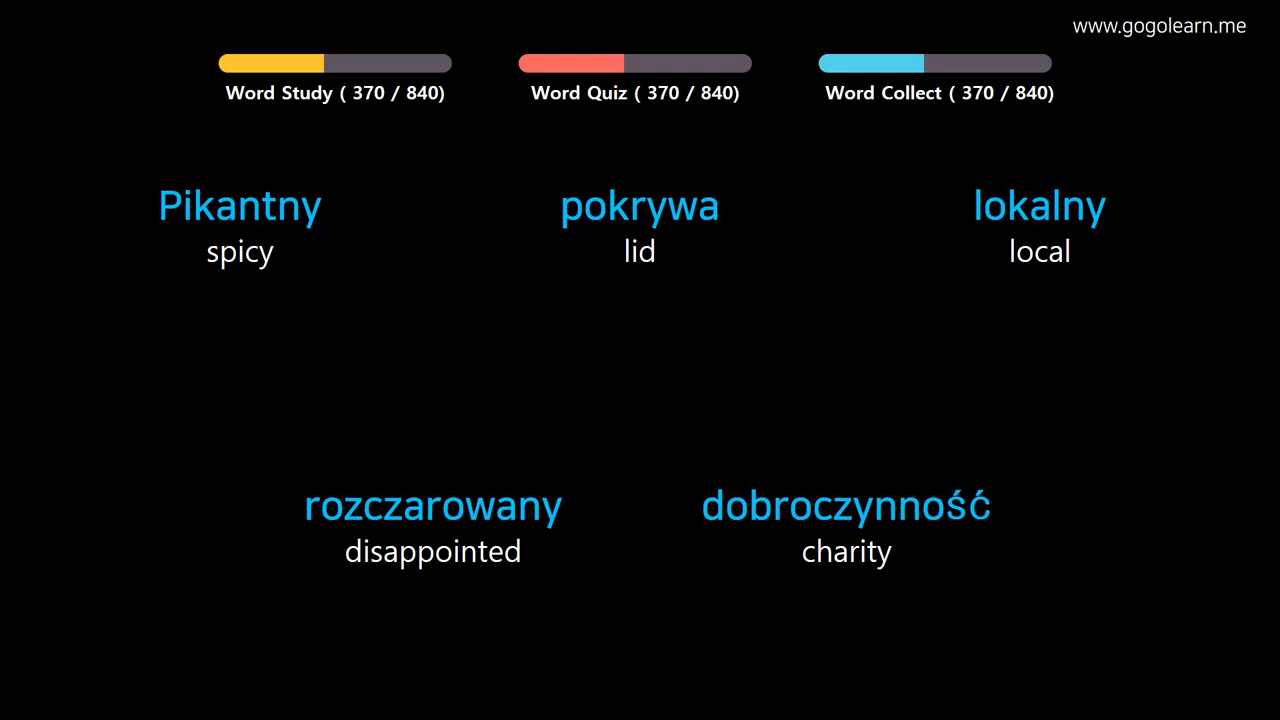 www.gogolearn.me
Word Study ( 370 / 840)
Word Quiz ( 370 / 840)
Word Collect ( 370 / 840)
Pikantny
spicy
pokrywa
lid
lokalny
local
rozczarowany
disappointed
dobroczynność
charity